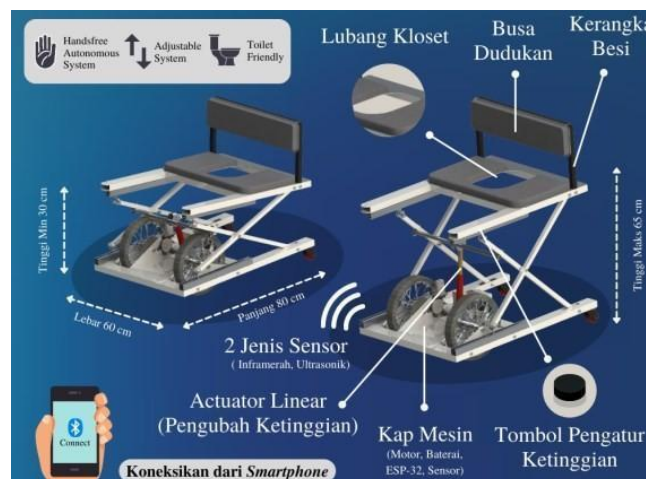 Handsfree
Autonomous
System
Adjustable
System
Toilet
Friendly
Lubang Kloset
Busa
Dudukan
Kerangka
Besi
Tinggi Min 30 cm
Lebar 60 cm
Panjang 80 cm
Tinggi Maks 65 cm
2 Jenis Sensor
( Inframerah, Ultrasonik)
Actuator Linear
(Pengubah Ketinggian)
Kap Mesin
(Motor, Baterai,
ESP-32, Sensor)
Tombol Pengatur
Ketinggian
Connect
Koneksikan dari Smartphone